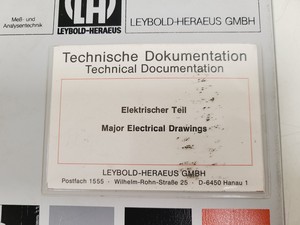 Meß- und
Analysentechnik
LH
LEYBOLD-HERAEUS
LEYBOLD-HERAEUS GMBH
Technische Dokumentation
Technical Documentation
Elektrischer Teil
Major Electrical Drawings
LEYBOLD-HERAEUS GMBH
Postfach 1555 · Wilhelm-Rohn-Straße 25 · D-6450 Hanau 1